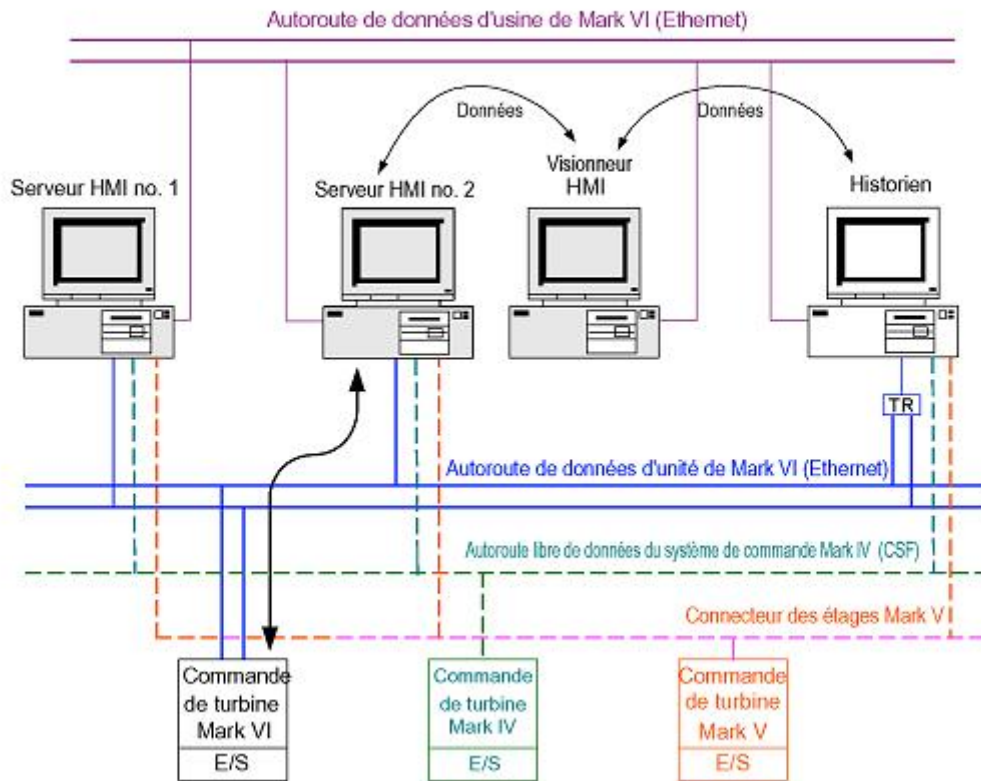 Autoroute de données d'usine de Mark VI (Ethernet)
Données
Données
Serveur HMI no. 1
Serveur HMI no. 2
Visionneur
HMI
Historien
TR
Autoroute de données d'unité de Mark VI (Ethernet)
Autoroute libre de données du système de commande Mark IV (CSF)
Connecteur des étages Mark V
Commande
de turbine
Mark VI
E/S
Commande
de turbine
Mark IV
E/S
Commande
de turbine
Mark V
E/S